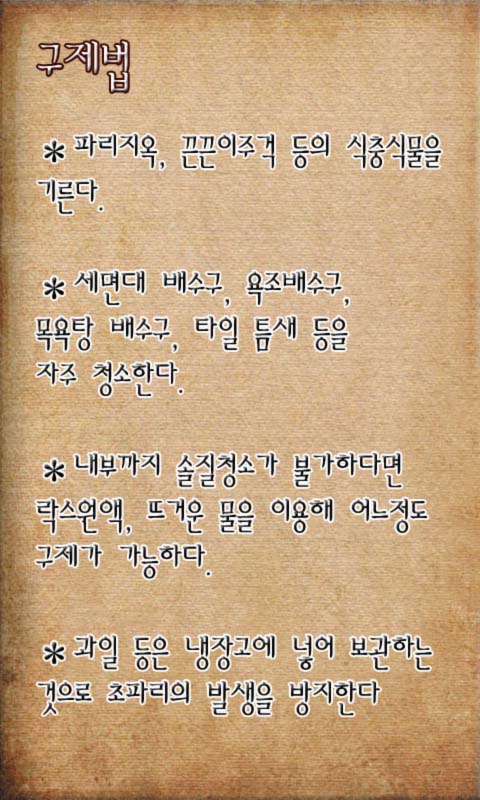 구제법
* 파리지옥, 끈끈이주걱 등의 식충식물을
기른다.
* 세면대 배수구, 욕조배수구,
목욕탕 배수구, 타일 틈새 등을
자주 청소한다.
* 내부까지 솔질청소가 불가하다면
락스원액, 뜨거운 물을 이용해 어느정도
구제가 가능하다.
* 과일 등은 냉장고에 넣어 보관하는
것으로 초파리의 발생을 방지한다